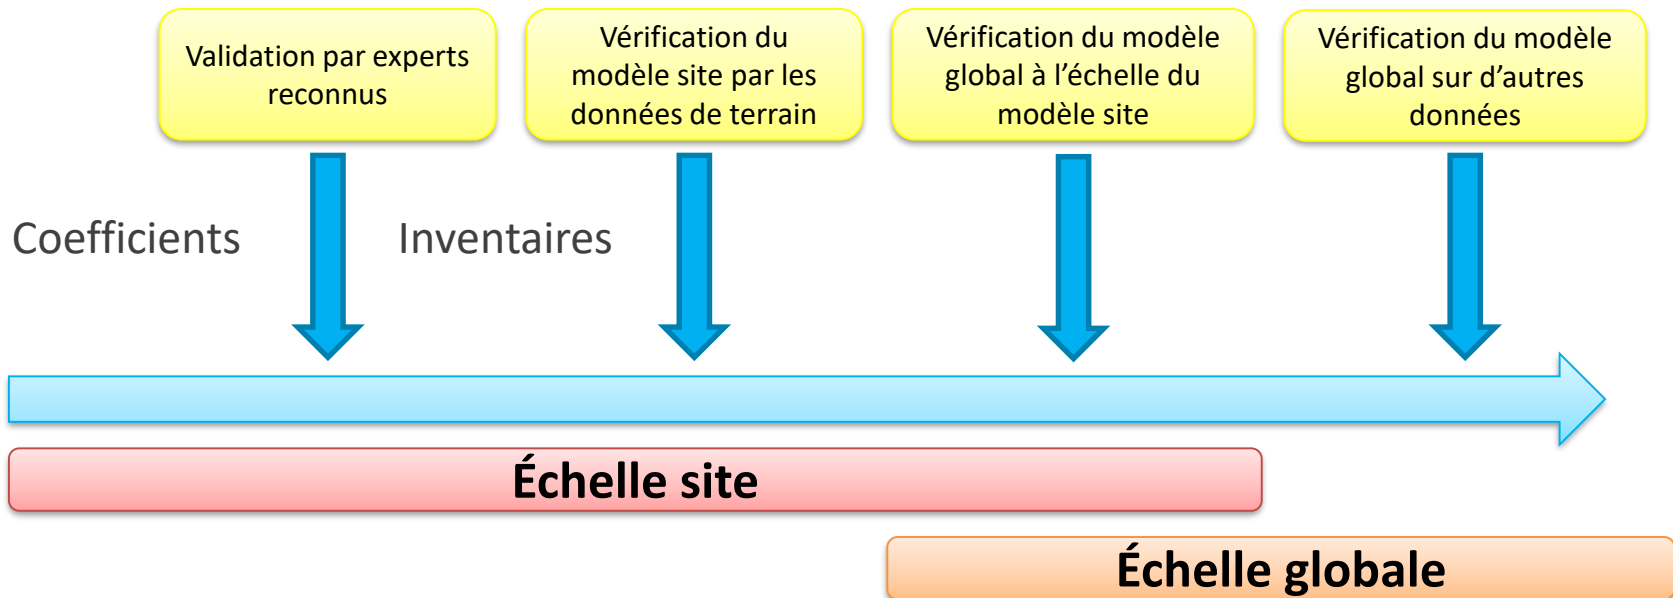 Validation par experts
reconnus
Vérification du
modèle site par les
données de terrain
Vérification du modèle
global à l’échelle du
modèle site
Vérification du modèle
global sur d’autres
données
Coefficients
Inventaires
Échelle site
Échelle globale